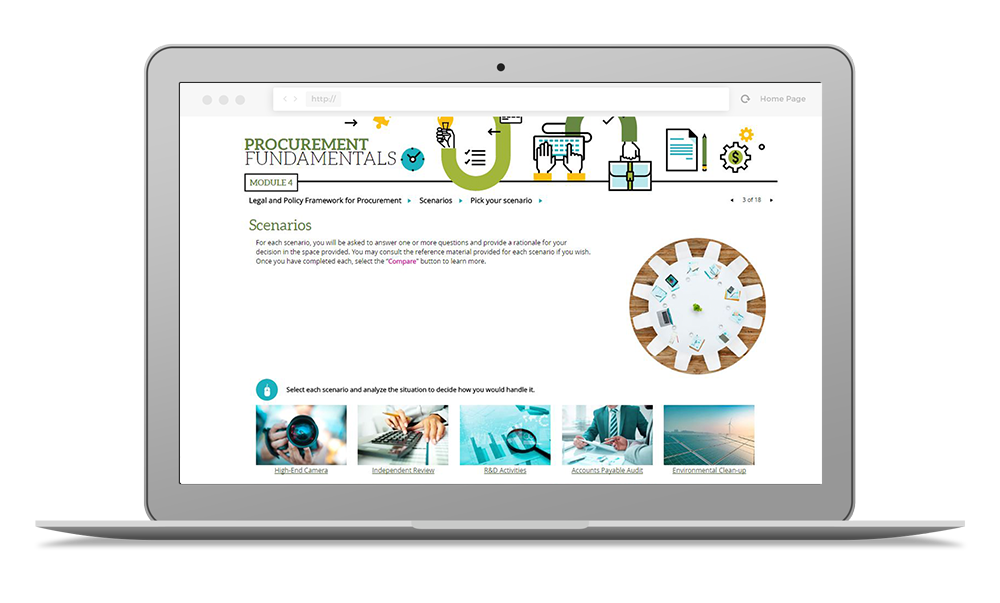 http://
Home Page
PROCUREMENT
FUNDAMENTALS
MODULE 4
Legal and Policy Framework for Procurement Scenarios Pick your scenario
3 of 18
Scenarios
For each scenario, you will be asked to answer one or more questions and provide a rationale for your
decision in the space provided. You may consult the reference material provided for each scenario if you wish.
Once you have completed each, select the "Compare" button to learn more.
Select each scenario and analyze the situation to decide how you would handle it.
High-End Camera
Independent Review
R&D Activities
Accounts Payable Audit
Environmental Clean-up